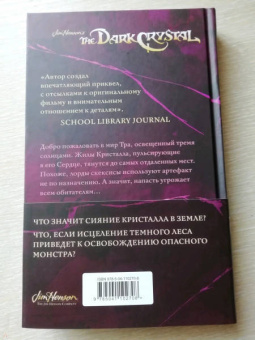 Jim Henson's
THE DARK CRYSTAL
«Автор создал
впечатляющий приквел,
с отсылками к оригинальному
фильму и внимательным
отношением к деталям».
SCHOOL LIBRARY JOURNAL
Добро пожаловать в мир Тра, освещенный тремя
солнцами. Жилы Кристалла, пульсирующие
в его Сердце, тянутся до самых отдаленных мест.
Похоже, лорды скексисы используют артефакт
не по назначению. А значит, напасть угрожает
всем обитателям…
ЧТО ЗНАЧИТ СИЯНИЕ КРИСТАЛЛА В ЗЕМЛЕ?
ЧТО, ЕСЛИ ИСЦЕЛЕНИЕ ТЕМНОГО ЛЕСА
ПРИВЕДЕТ К ОСВОБОЖДЕНИЮ ОПАСНОГО
МОНСТРА?
Jim Henson